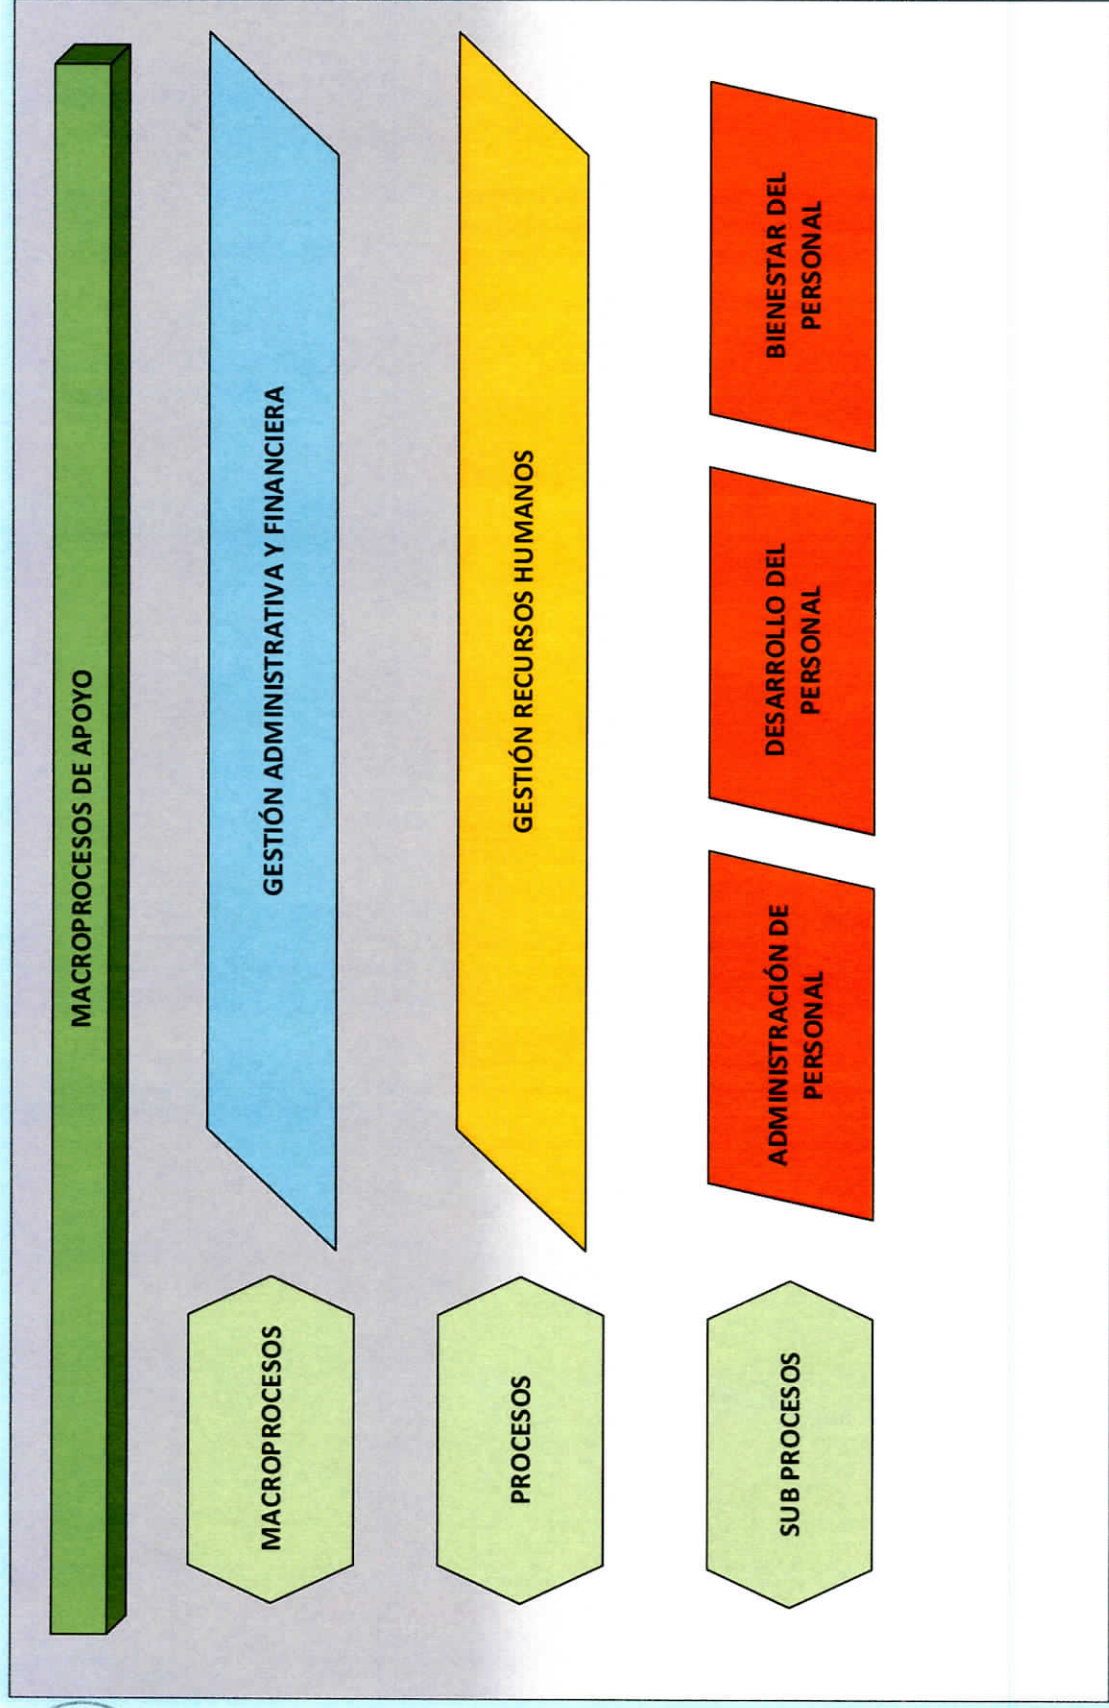 MACROPROCESOS DE APOYO
MACROPROCESOS
GESTIÓN ADMINISTRATIVA Y FINANCIERA
PROCESOS
GESTIÓN RECURSOS HUMANOS
SUB PROCESOS
ADMINISTRACIÓN DE
PERSONAL
DESARROLLO DEL
PERSONAL
BIENESTAR DEL
PERSONAL